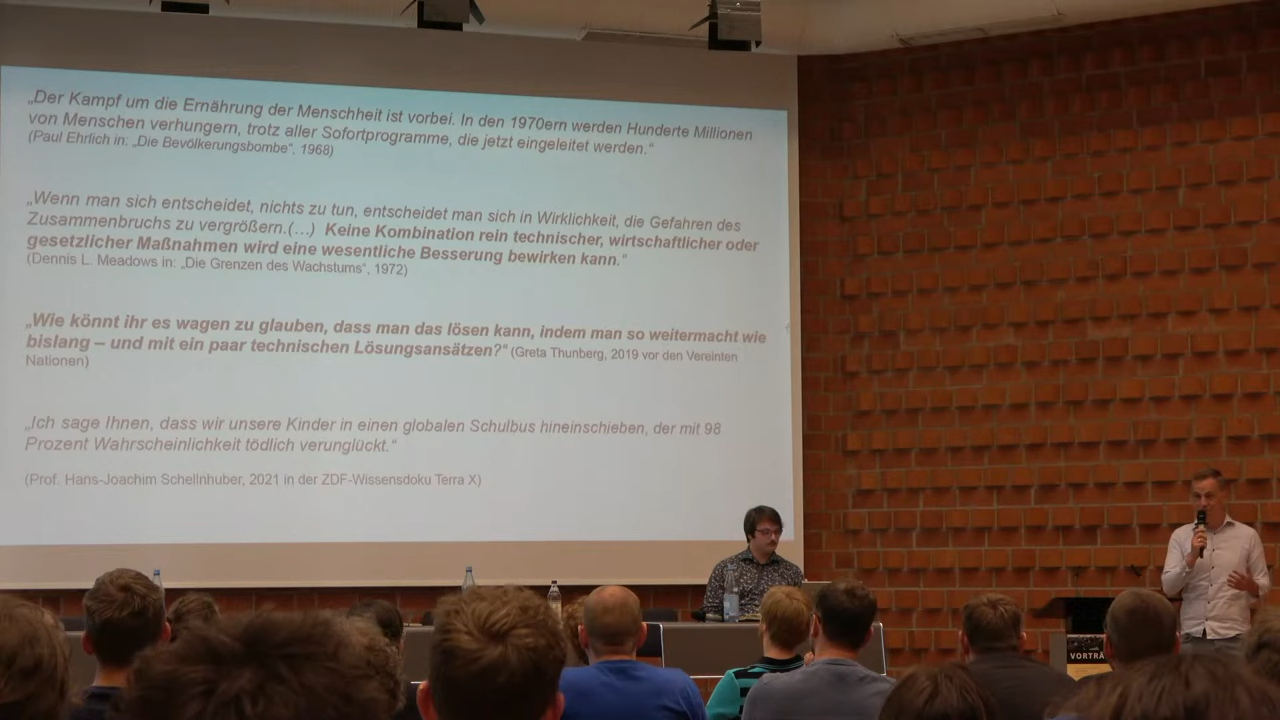 „Der Kampf um die Ernährung der Menschheit ist vorbei. In den 1970ern werden Hunderte Millionen
von Menschen verhungern, trotz aller Sofortprogramme, die jetzt eingeleitet werden.“
(Paul Ehrlich in: „Die Bevölkerungsbombe“, 1968)
„Wenn man sich entscheidet, nichts zu tun, entscheidet man sich in Wirklichkeit, die Gefahren des
Zusammenbruchs zu vergrößern.(…) Keine Kombination rein technischer, wirtschaftlicher oder
gesetzlicher Maßnahmen wird eine wesentliche Besserung bewirken kann.“
(Dennis L. Meadows in: „Die Grenzen des Wachstums“, 1972)
„Wie könnt ihr es wagen zu glauben, dass man das lösen kann, indem man so weitermacht wie
bislang – und mit ein paar technischen Lösungsansätzen?“ (Greta Thunberg, 2019 vor den Vereinten
Nationen)
„Ich sage Ihnen, dass wir unsere Kinder in einen globalen Schulbus hineinschieben, der mit 98
Prozent Wahrscheinlichkeit tödlich verunglückt.“
(Prof. Hans-Joachim Schellnhuber, 2021 in der ZDF-Wissensdoku Terra X)
VORTRÄ